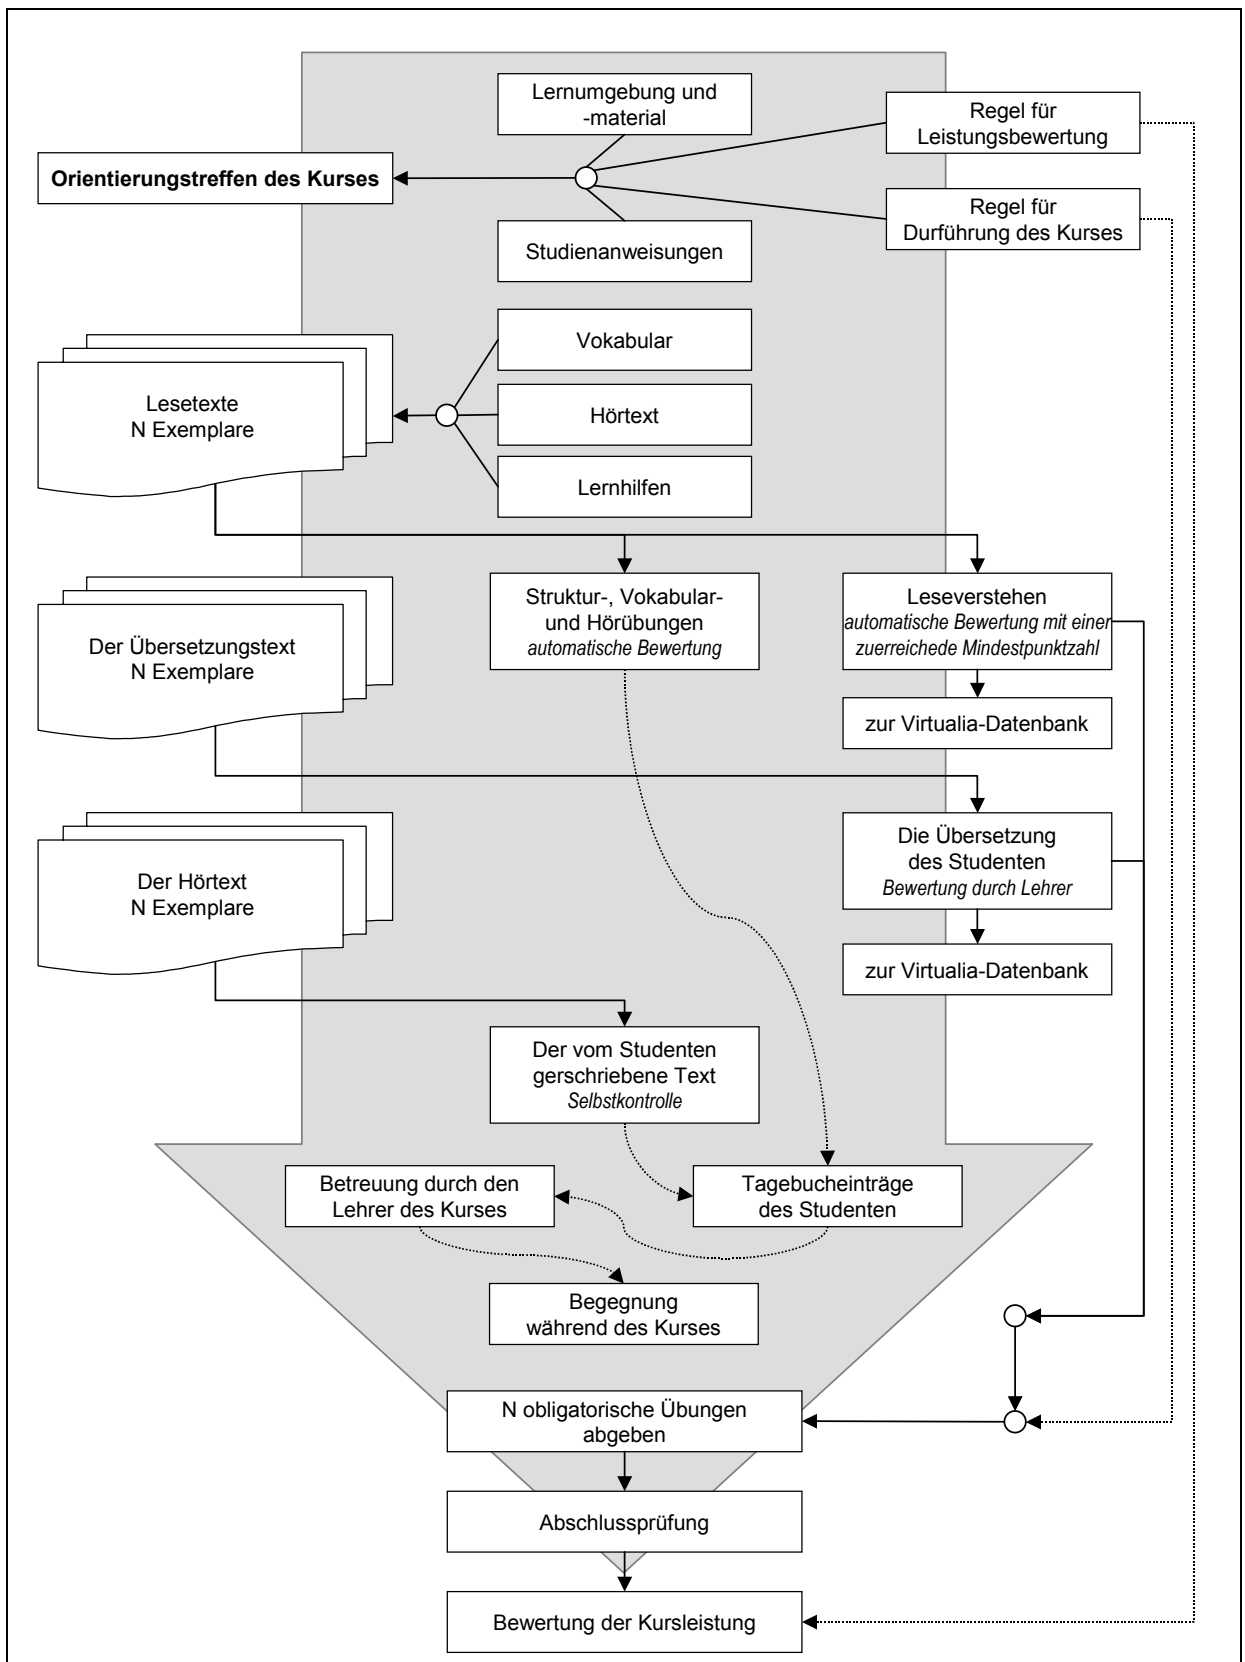 Lernumgebung und
-material
Regel für
Leistungsbewertung
Orientierungstreffen des Kurses
Regel für
Durführung des Kurses
Studienanweisungen
Vokabular
Lesetexte
N Exemplare
Hörtext
Lernhilfen
Struktur-, Vokabular-
und Hörübungen
automatische Bewertung
Leseverstehen
automatische Bewertung mit einer
zuerreichede Mindestpunktzahl
Der Übersetzungstext
N Exemplare
zur Virtualia-Datenbank
Die Übersetzung
des Studenten
Bewertung durch Lehrer
Der Hörtext
N Exemplare
zur Virtualia-Datenbank
Der vom Studenten
gerschriebene Text
Selbstkontrolle
Betreuung durch den
Lehrer des Kurses
Tagebucheinträge
des Studenten
Begegnung
während des Kurses
N obligatorische Übungen
abgeben
Abschlussprüfung
Bewertung der Kursleistung